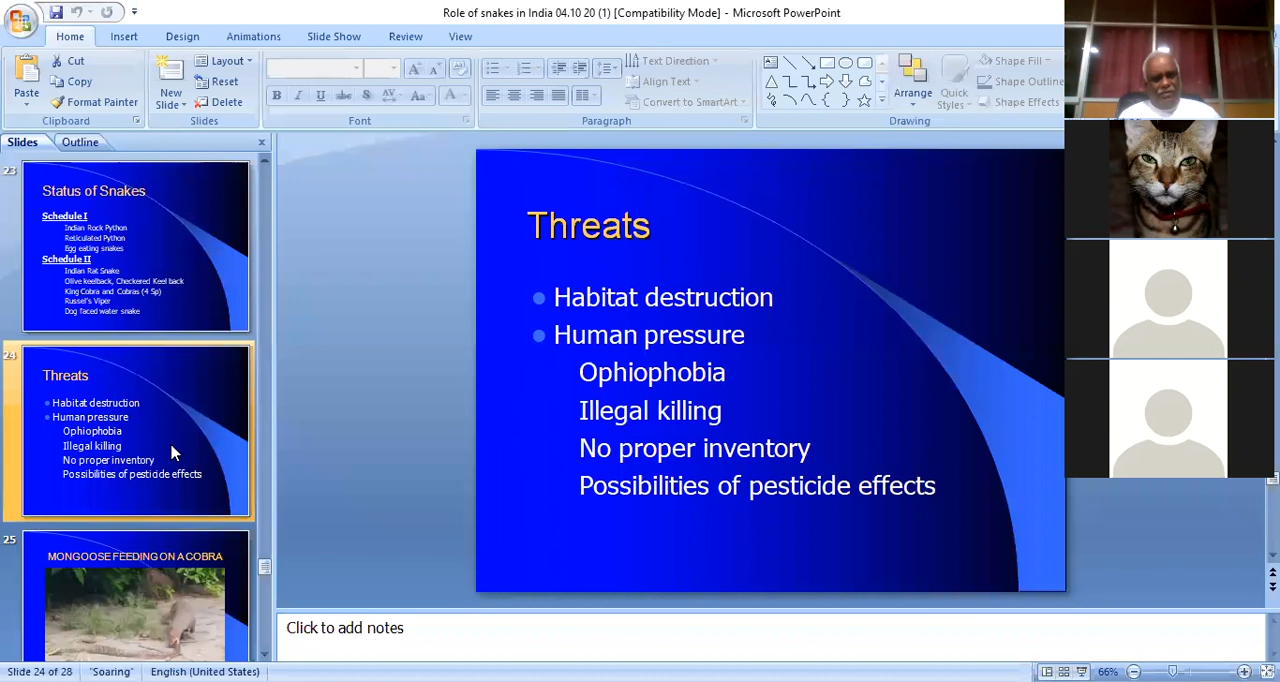 Role of snakes in India 04.10 20 (1) [Compatibility Mode] - Microsoft PowerPoint
Home Insert Design Animations Slide Show Review View
Paste
Cut
Copy
Format Painter
Clipboard
New
Slide
Layout
Reset
Delete
Slides
B I U abc S AV Aa A
Font
Text Direction
Align Text
Convert to SmartArt
Paragraph
Arrange
Quick
Styles
Shape Fill
Shape Outline
Shape Effects
Drawing
Slides Outline
23
Status of Snakes
Schedule I
Indian Rock Python
Reticulated Python
Egg eating snakes
Schedule II
Indian Rat Snake
Olive keelback, Checkered Keel back
King Cobra and Cobras (4 Sp)
Russel's Viper
Dog faced water snake
24
Threats
Habitat destruction
Human pressure
Ophiophobia
Illegal killing
No proper inventory
Possibilities of pesticide effects
25
MONGOOSE FEEDING ON A COBRA
Threats
Habitat destruction
Human pressure
Ophiophobia
Illegal killing
No proper inventory
Possibilities of pesticide effects
Click to add notes
Slide 24 of 28 "Soaring" English (United States) 66%